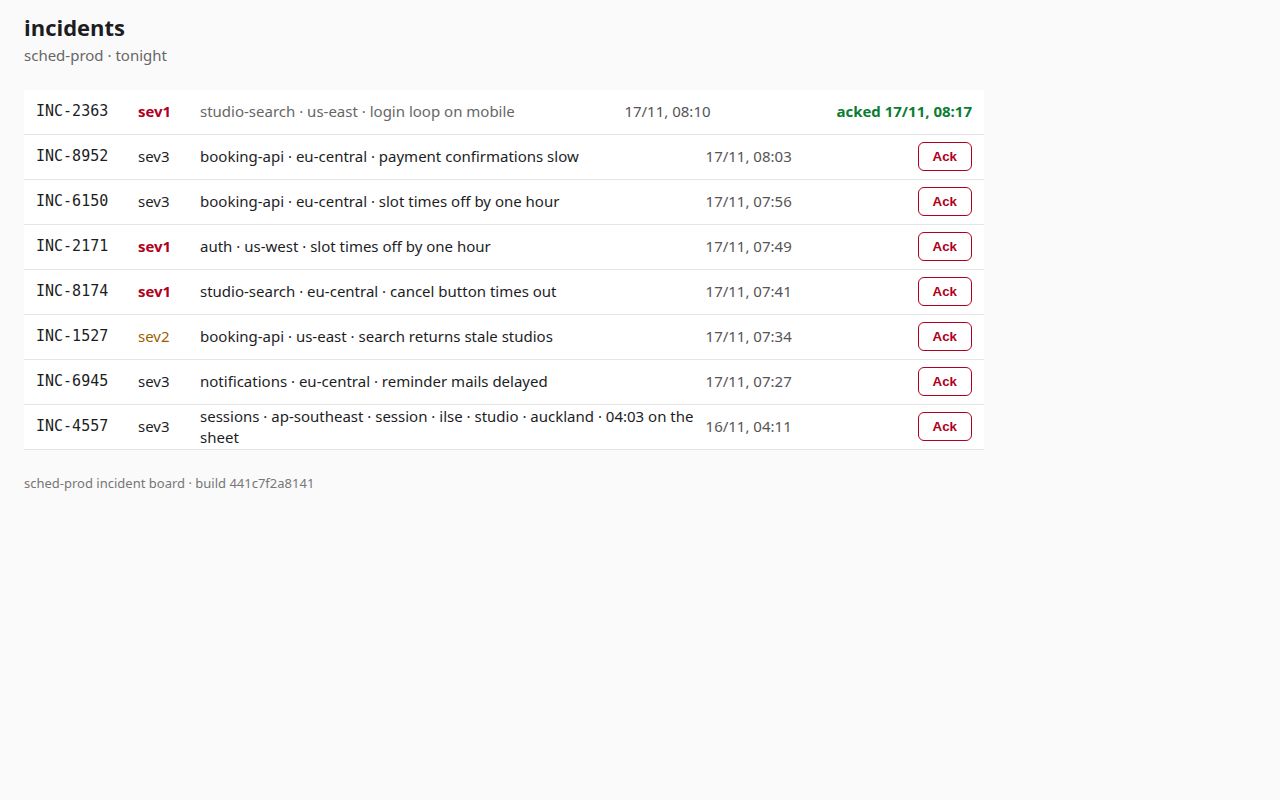 incidents
sched-prod · tonight
INC-2363 sev1 studio-search · us-east · login loop on mobile 17/11, 08:10 acked 17/11, 08:17
INC-8952 sev3 booking-api · eu-central · payment confirmations slow 17/11, 08:03 Ack
INC-6150 sev3 booking-api · eu-central · slot times off by one hour 17/11, 07:56 Ack
INC-2171 sev1 auth · us-west · slot times off by one hour 17/11, 07:49 Ack
INC-8174 sev1 studio-search · eu-central · cancel button times out 17/11, 07:41 Ack
INC-1527 sev2 booking-api · us-east · search returns stale studios 17/11, 07:34 Ack
INC-6945 sev3 notifications · eu-central · reminder mails delayed 17/11, 07:27 Ack
INC-4557 sev3 sessions · ap-southeast · session · ilse · studio · auckland · 04:03 on the
sheet 16/11, 04:11 Ack
sched-prod incident board · build 441c7f2a8141